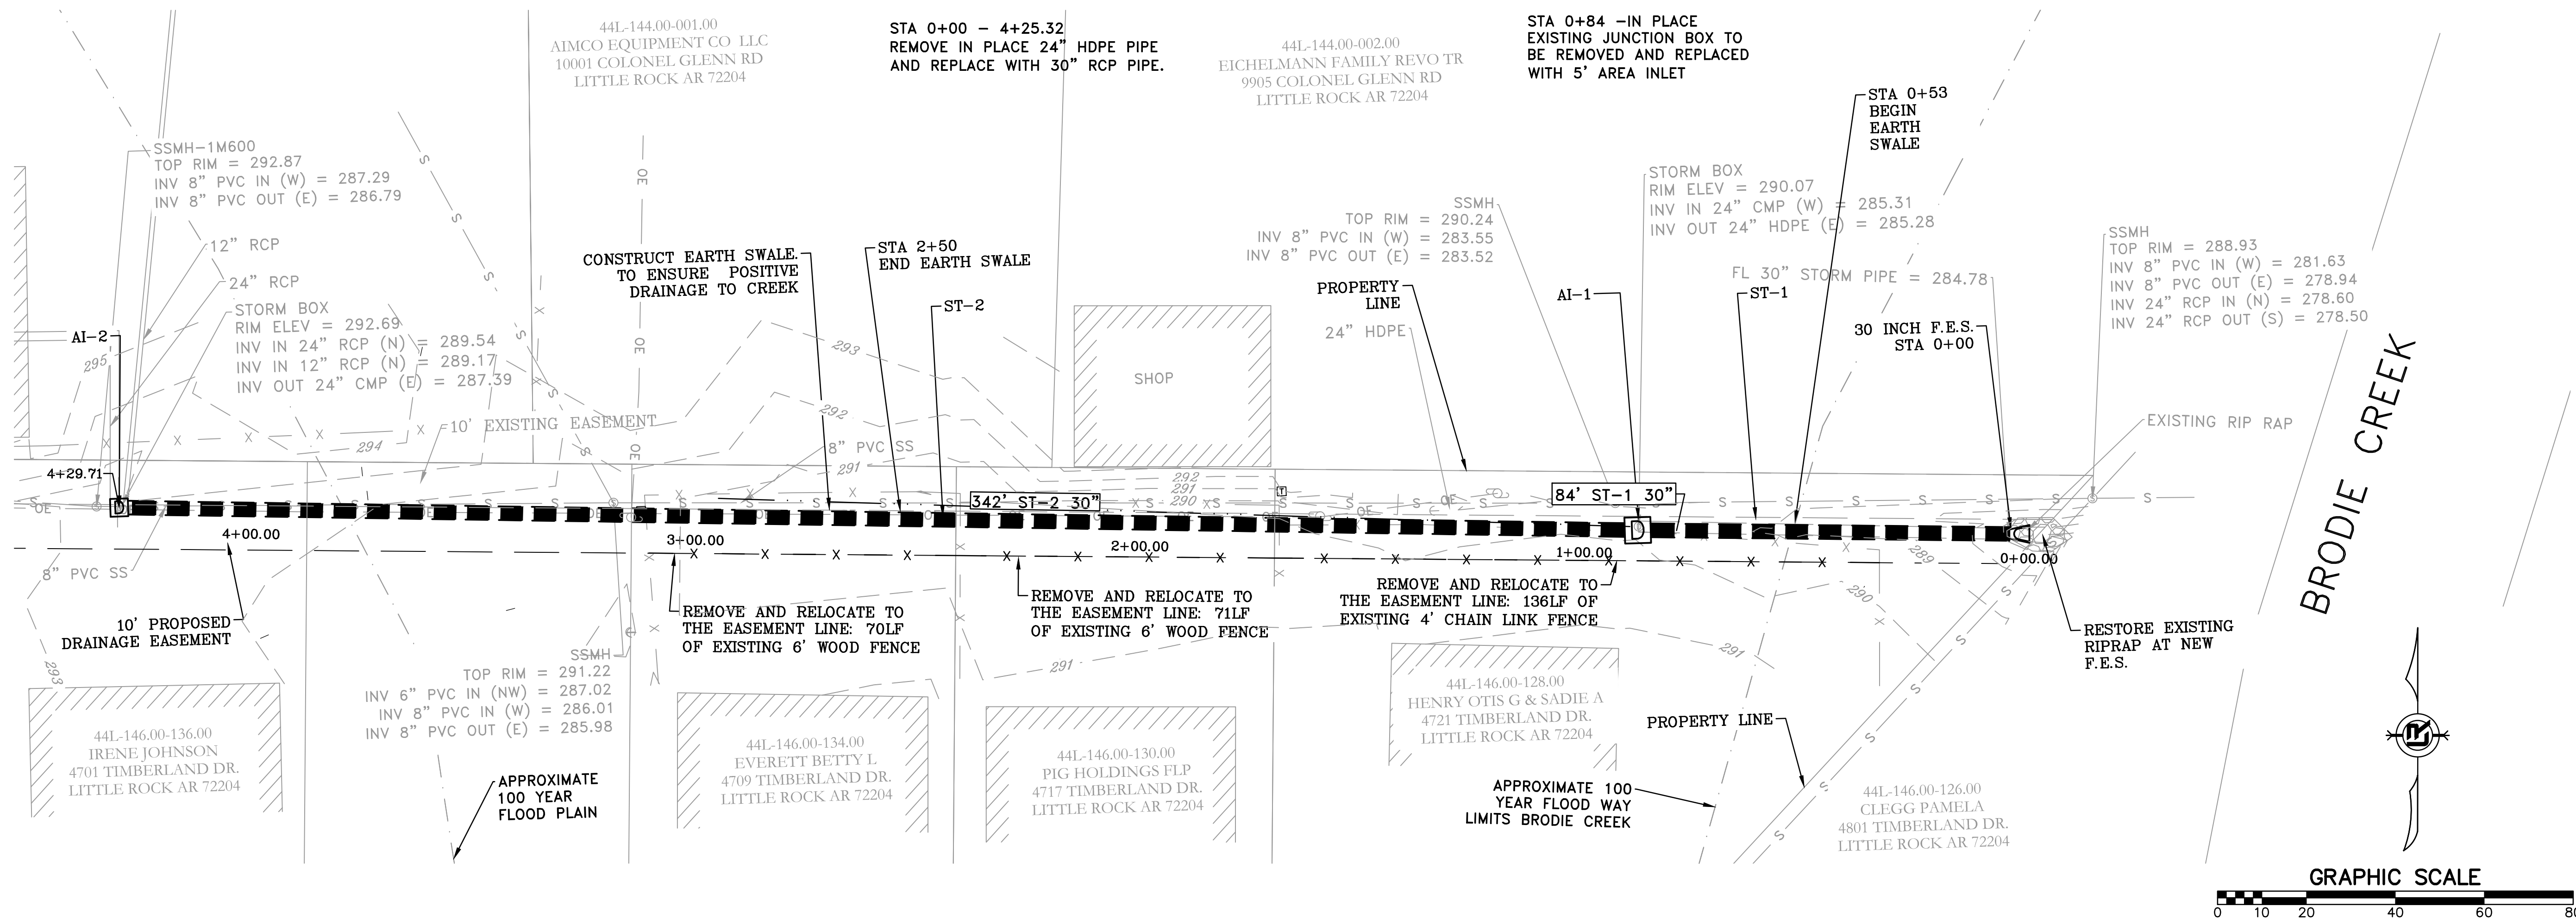 44L-144.00-001.00
AIMCO EQUIPMENT CO LLC
10001 COLONEL GLENN RD
LITTLE ROCK AR 72204
STA 0+00 - 4+25.32
REMOVE IN PLACE 24" HDPE PIPE
AND REPLACE WITH 30" RCP PIPE.
44L-144.00-002.00
EICHELMANN FAMILY REVO TR
9905 COLONEL GLENN RD
LITTLE ROCK AR 72204
STA 0+84 -IN PLACE
EXISTING JUNCTION BOX TO
BE REMOVED AND REPLACED
WITH 5' AREA INLET
STA 0+53
BEGIN
EARTH
SWALE
SSMH-1M600
TOP RIM = 292.87
INV 8" PVC IN (W) = 287.29
INV 8" PVC OUT (E) = 286.79
12" RCP
24" RCP
STORM BOX
RIM ELEV = 292.69
INV IN 24" RCP (N) = 289.54
INV IN 12" RCP (N) = 289.17
INV OUT 24" CMP (E) = 287.39
AI-2
295
294
10' EXISTING EASEMENT
CONSTRUCT EARTH SWALE.
TO ENSURE POSITIVE
DRAINAGE TO CREEK
STA 2+50
END EARTH SWALE
ST-2
293
292
291
8" PVC SS
SHOP
SSMH
TOP RIM = 290.24
INV 8" PVC IN (W) = 283.55
INV 8" PVC OUT (E) = 283.52
PROPERTY
LINE
24" HDPE
STORM BOX
RIM ELEV = 290.07
INV IN 24" CMP (W) = 285.31
INV OUT 24" HDPE (E) = 285.28
AI-1
FL 30" STORM PIPE = 284.78
ST-1
30 INCH F.E.S.
STA 0+00
SSMH
TOP RIM = 288.93
INV 8" PVC IN (W) = 281.63
INV 8" PVC OUT (E) = 278.94
INV 24" RCP IN (N) = 278.60
INV 24" RCP OUT (S) = 278.50
EXISTING RIP RAP
BRODIE CREEK
292
291
290
4+29.71
D
342' ST-2 30"
84' ST-1 30"
D
4+00.00
3+00.00
2+00.00
1+00.00
0+00.00
289
290
291
291
8" PVC SS
10' PROPOSED
DRAINAGE EASEMENT
293
REMOVE AND RELOCATE TO
THE EASEMENT LINE: 70LF
OF EXISTING 6' WOOD FENCE
REMOVE AND RELOCATE TO
THE EASEMENT LINE: 71LF
OF EXISTING 6' WOOD FENCE
REMOVE AND RELOCATE TO
THE EASEMENT LINE: 136LF OF
EXISTING 4' CHAIN LINK FENCE
RESTORE EXISTING
RIPRAP AT NEW
F.E.S.
SSMH
TOP RIM = 291.22
INV 6" PVC IN (NW) = 287.02
INV 8" PVC IN (W) = 286.01
INV 8" PVC OUT (E) = 285.98
44L-146.00-136.00
IRENE JOHNSON
4701 TIMBERLAND DR.
LITTLE ROCK AR 72204
APPROXIMATE
100 YEAR
FLOOD PLAIN
44L-146.00-134.00
EVERETT BETTY L
4709 TIMBERLAND DR.
LITTLE ROCK AR 72204
44L-146.00-130.00
PIG HOLDINGS FLP
4717 TIMBERLAND DR.
LITTLE ROCK AR 72204
44L-146.00-128.00
HENRY OTIS G & SADIE A
4721 TIMBERLAND DR.
LITTLE ROCK AR 72204
PROPERTY LINE
APPROXIMATE 100
YEAR FLOOD WAY
LIMITS BRODIE CREEK
44L-146.00-126.00
CLEGG PAMELA
4801 TIMBERLAND DR.
LITTLE ROCK AR 72204
GRAPHIC SCALE
0 10 20 40 60